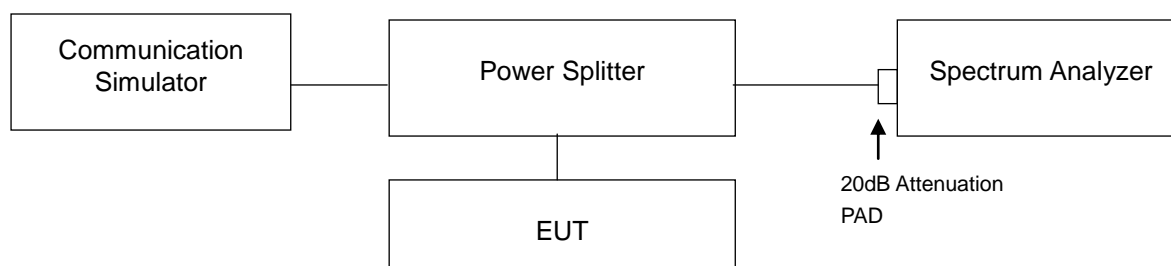 Communication
Simulator
Power Splitter
Spectrum Analyzer
20dB Attenuation
PAD
EUT